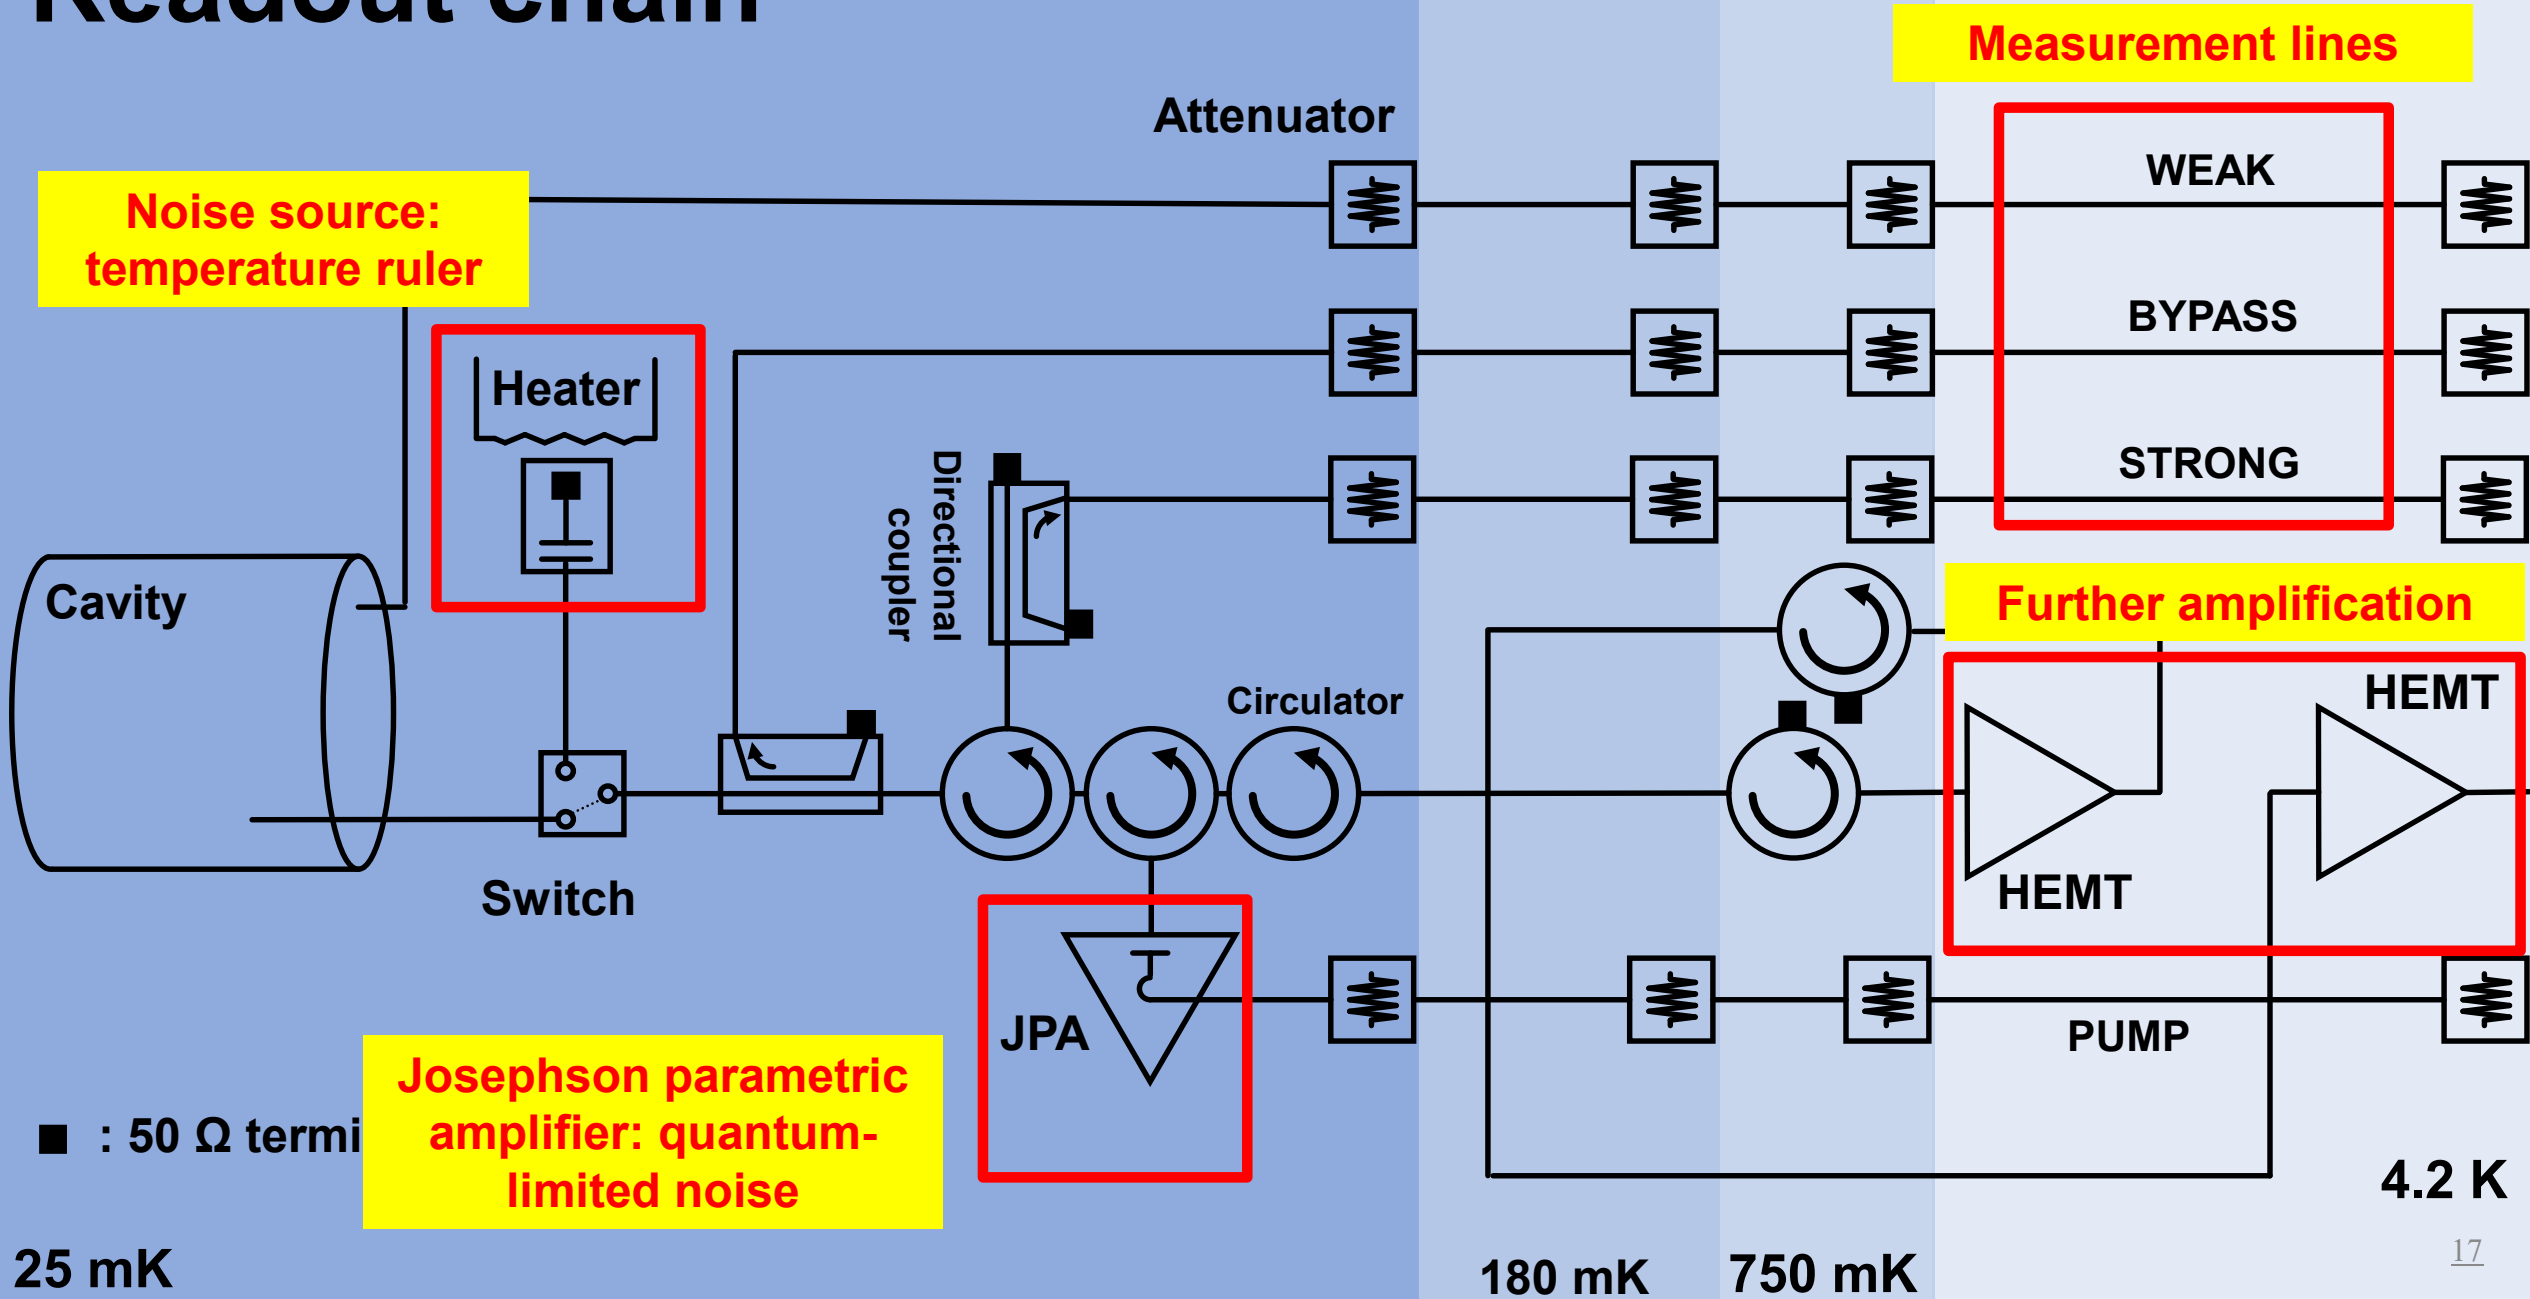 Readout chain
Measurement lines
Attenuator
WEAK
Noise source:
temperature ruler
BYPASS
Heater
STRONG
Directional
coupler
Cavity
Further amplification
Circulator
HEMT
HEMT
Switch
JPA
PUMP
Josephson parametric
amplifier: quantum-
limited noise
: 50 Ω termi
4.2 K
25 mK
180 mK
750 mK
17